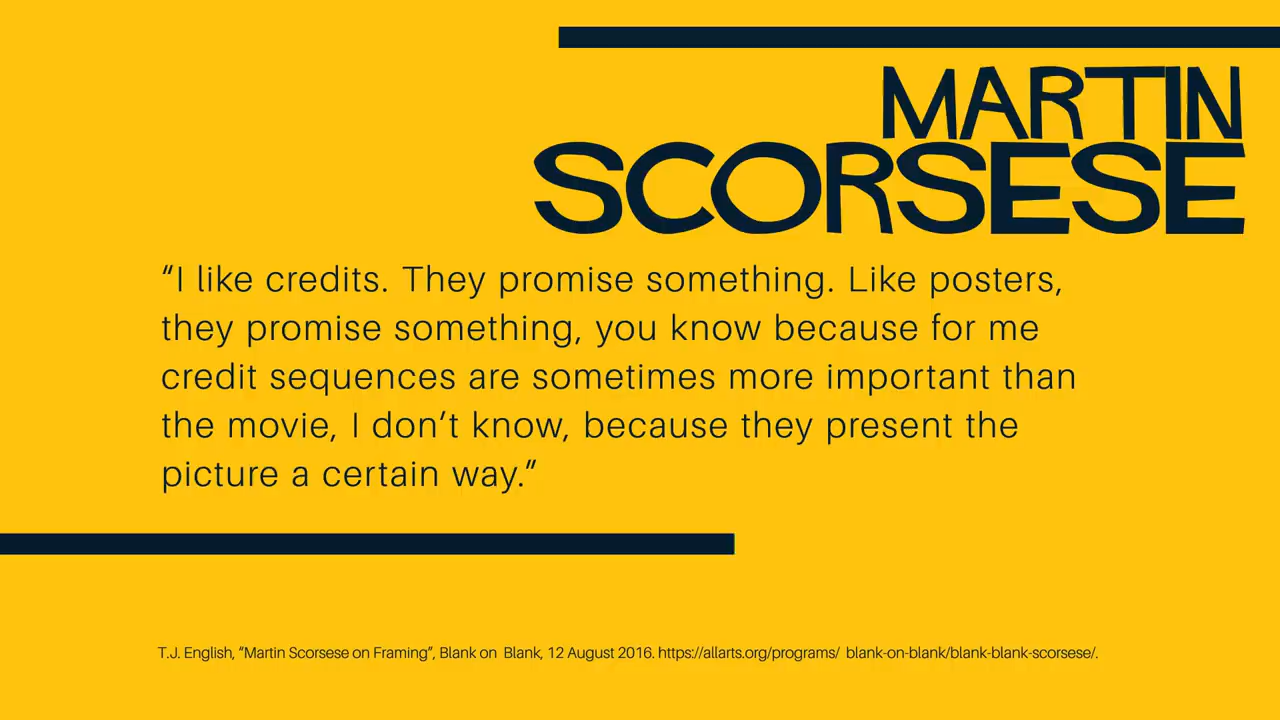 MARTIN
SCORSESE
“I like credits. They promise something. Like posters,
they promise something, you know because for me
credit sequences are sometimes more important than
the movie, I don’t know, because they present the
picture a certain way.”
T.J. English, “Martin Scorsese on Framing”, Blank on Blank, 12 August 2016. https://allarts.org/programs/ blank-on-blank/blank-blank-scorsese/.